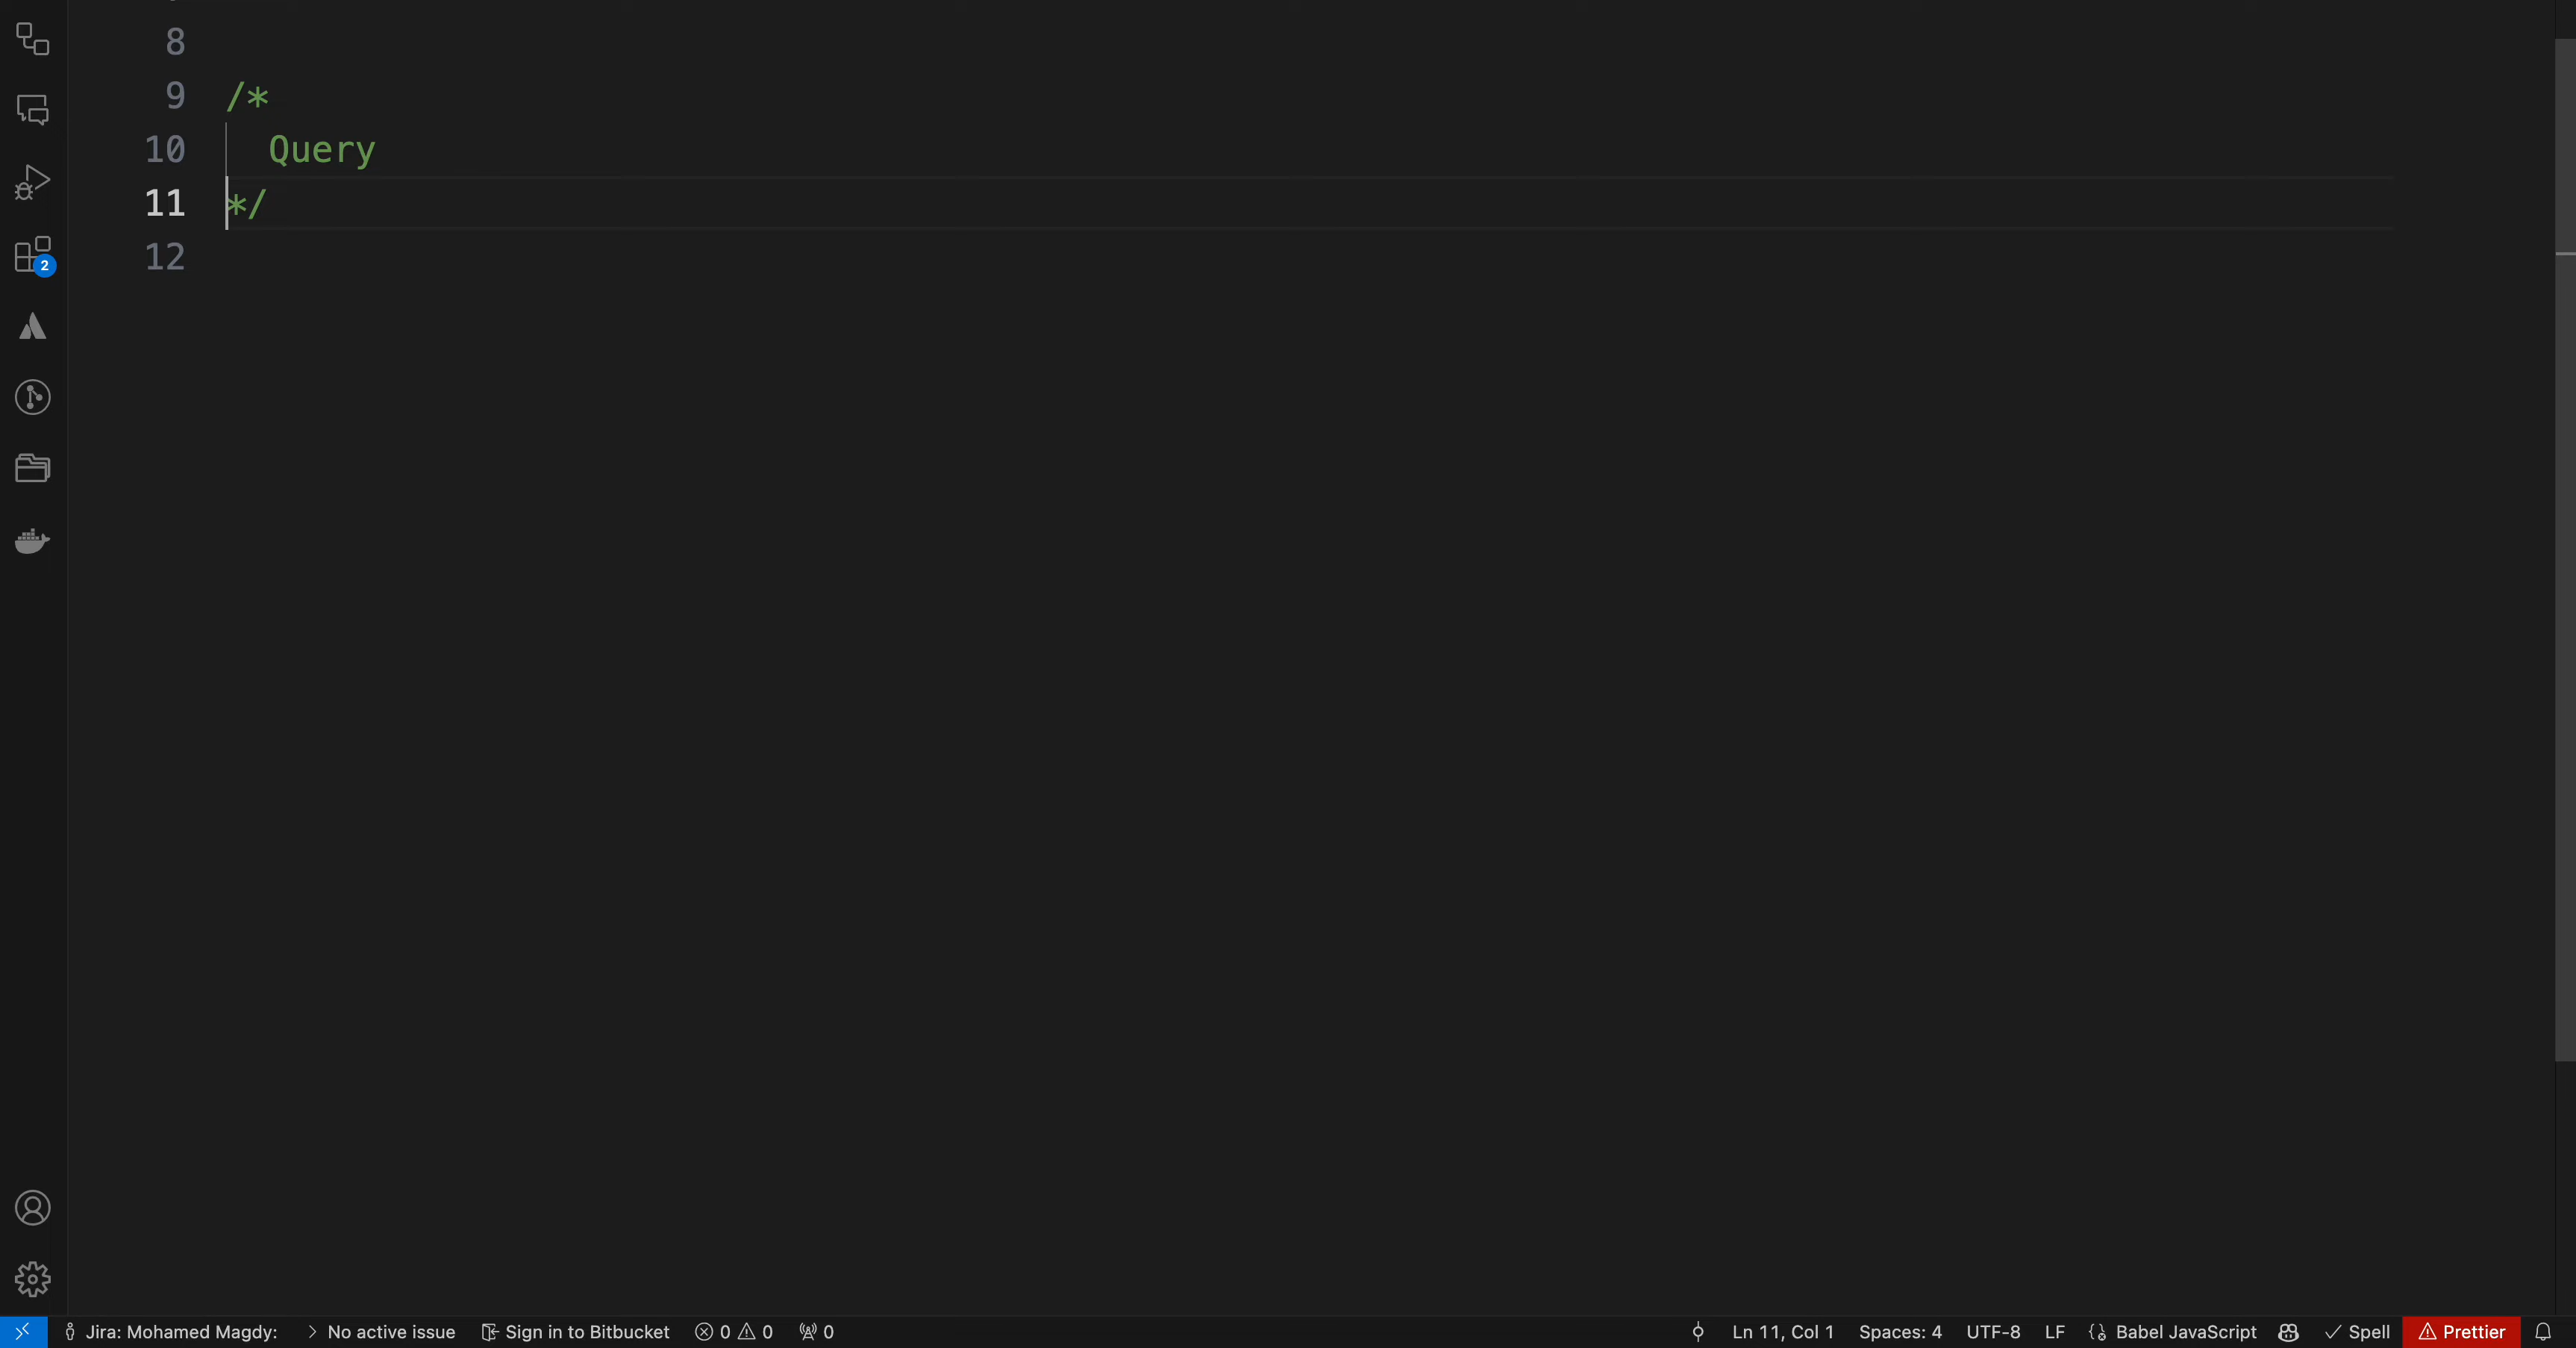 8
9 /*
10 Query
11 */
12
2
Jira: Mohamed Magdy: No active issue Sign in to Bitbucket 0 0 0 Ln 11, Col 1 Spaces: 4 UTF-8 LF Babel JavaScript Spell Prettier